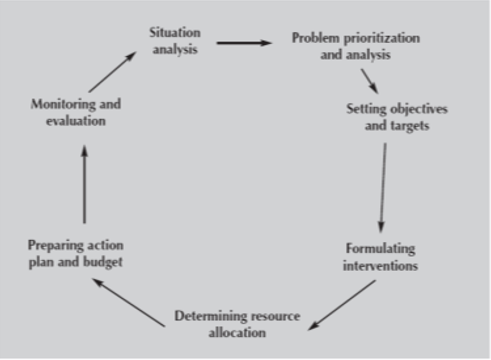 Situation
analysis
Problem prioritization
and analysis
Setting objectives
and targets
Formulating
interventions
Determining resource
allocation
Preparing action
plan and budget
Monitoring and
evaluation